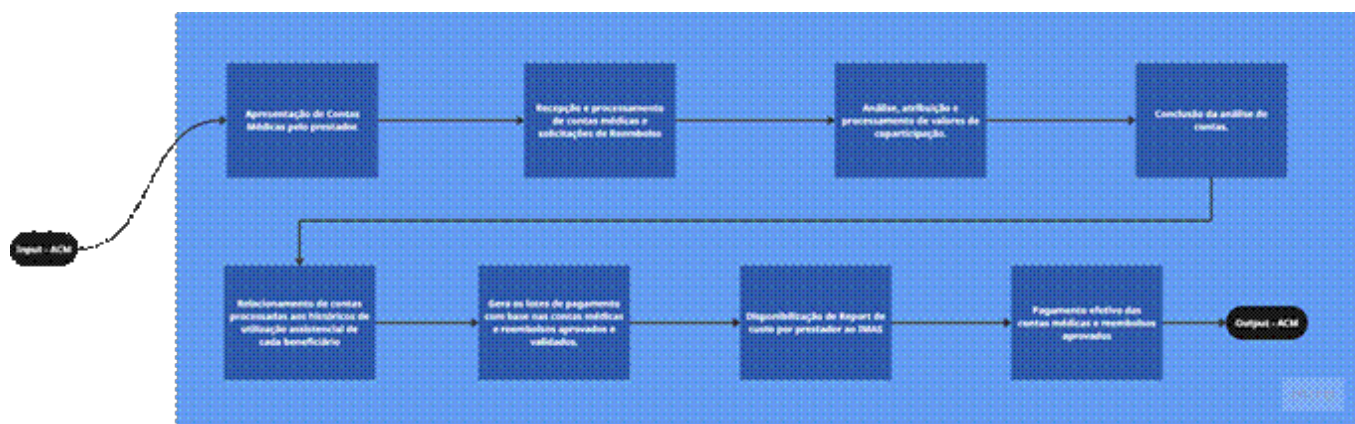 Apresentação de Contas
Médicas pelo prestador.
Recepção e processamento
de contas médicas e
solicitações de Reembolso
Análise, atribuição e
processamento de valores de
coparticipação.
Conclusão da análise de
contas.
Input - ACM
Relacionamento de contas
processadas aos históricos de
utilização assistencial de
cada beneficiário
Gera os lotes de pagamento
com base nas contas médicas
e reembolsos aprovados e
validados.
Disponibilização de Report de
custo por prestador ao IMAS
Pagamento efetivo das
contas médicas e reembolsos
aprovados
Output - ACM